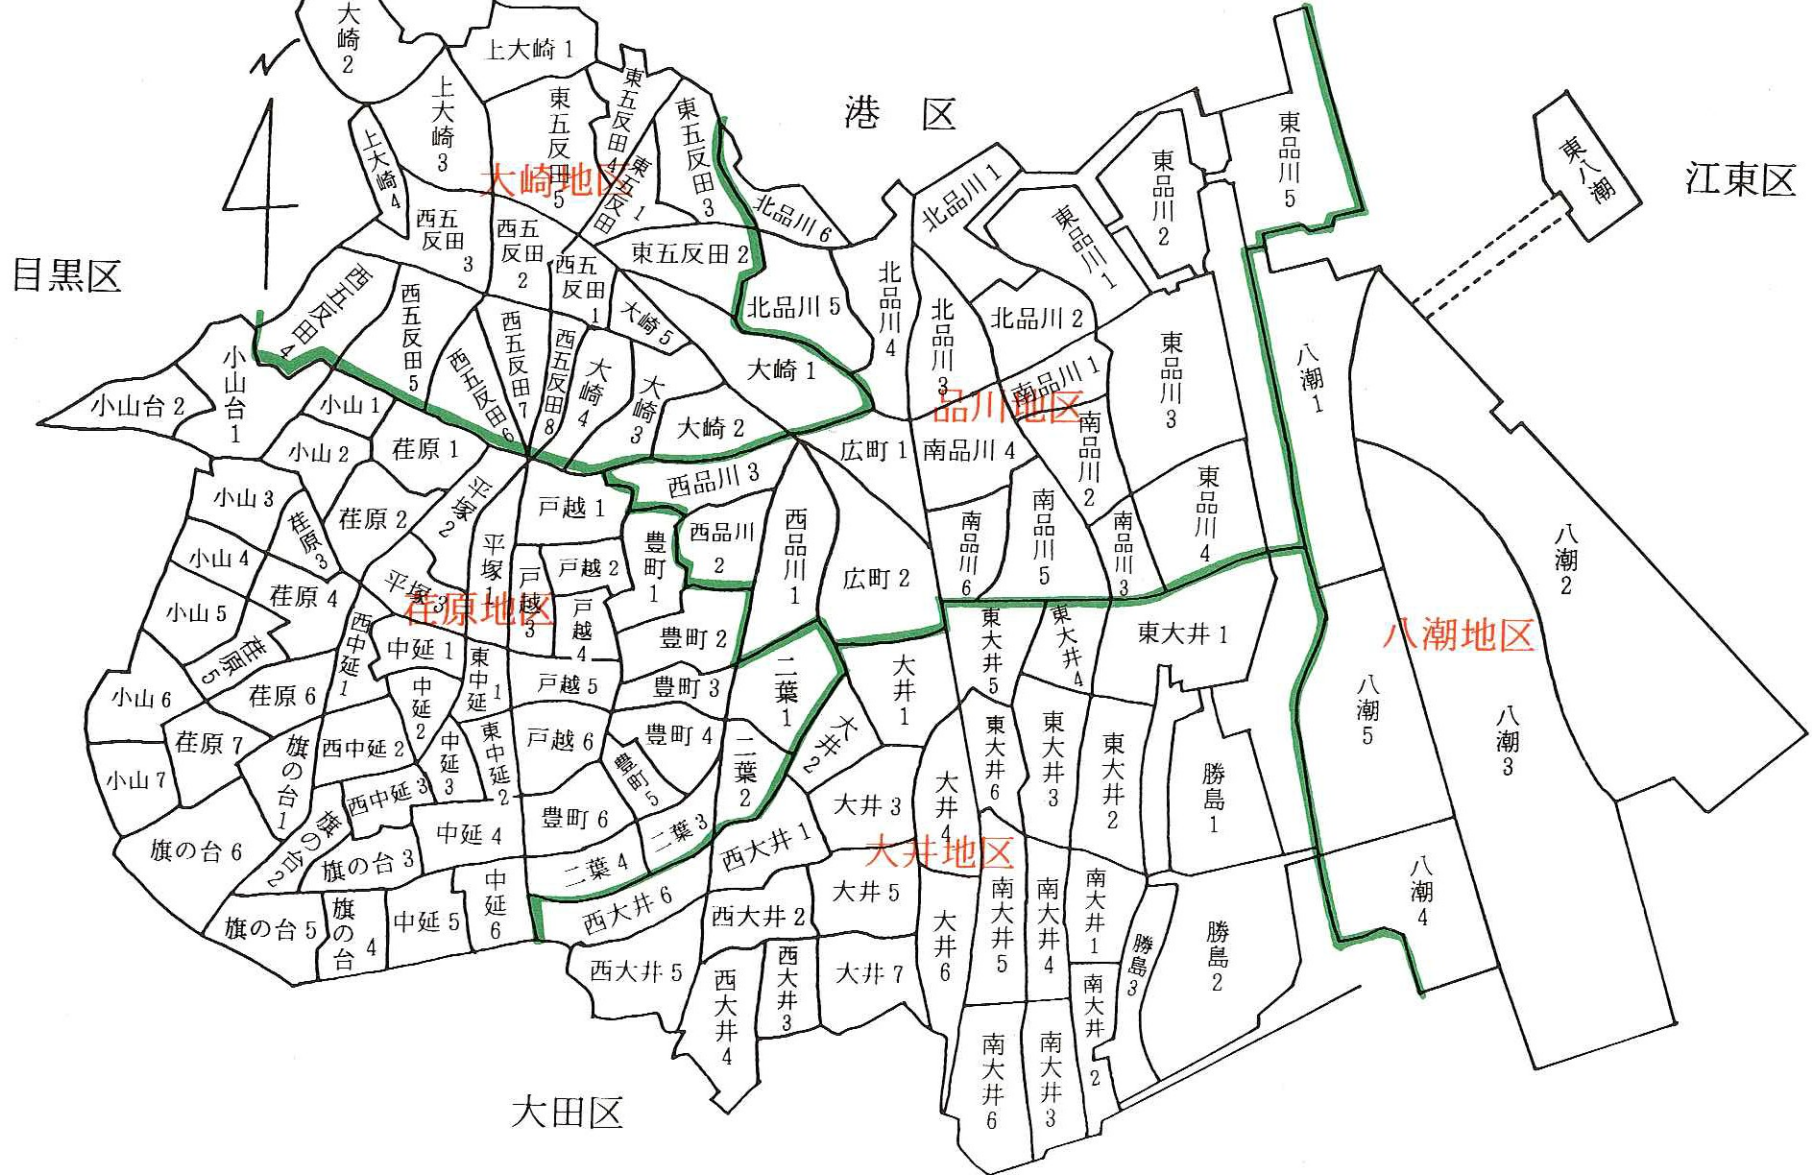 大崎2
上大崎1
上大崎3
上大崎4
東五反田5
東五反田4
東五反田1
東五反田3
東五反田2
大崎地区
港 区
江東区
目黒区
東八潮
東品川5
東品川2
東品川1
北品川1
北品川6
北品川5
北品川4
北品川3
北品川2
西五反田3
西五反田2
西五反田1
西五反田4
西五反田5
西五反田6
西五反田7
西五反田8
大崎5
大崎4
大崎3
大崎2
大崎1
小山台2
小山台1
小山1
小山2
荏原1
小山3
荏原3
荏原2
平塚2
小山4
荏原4
平塚3
平塚1
小山5
荏原5
荏原地区
戸越1
戸越2
戸越3
戸越4
豊町1
西品川3
西品川2
西品川1
広町1
広町2
南品川4
品川地区
南品川1
南品川2
東品川3
東品川4
南品川6
南品川5
南品川3
八潮1
八潮2
八潮地区
八潮5
八潮3
八潮4
小山6
荏原6
西中延1
中延1
東中延1
戸越5
豊町2
豊町3
二葉1
大井1
東大井5
東大井4
東大井1
小山7
荏原7
旗の台1
西中延2
中延2
中延3
東中延2
戸越6
豊町4
豊町5
二葉2
大井2
東大井6
東大井3
東大井2
勝島1
旗の台6
旗の台2
西中延3
旗の台3
中延4
豊町6
二葉3
二葉4
西大井1
大井3
大井4
大井地区
旗の台5
旗の台4
中延5
中延6
西大井6
西大井2
大井5
大井6
南大井5
南大井4
南大井1
勝島3
勝島2
西大井5
西大井4
西大井3
大井7
南大井2
南大井6
南大井3
大田区